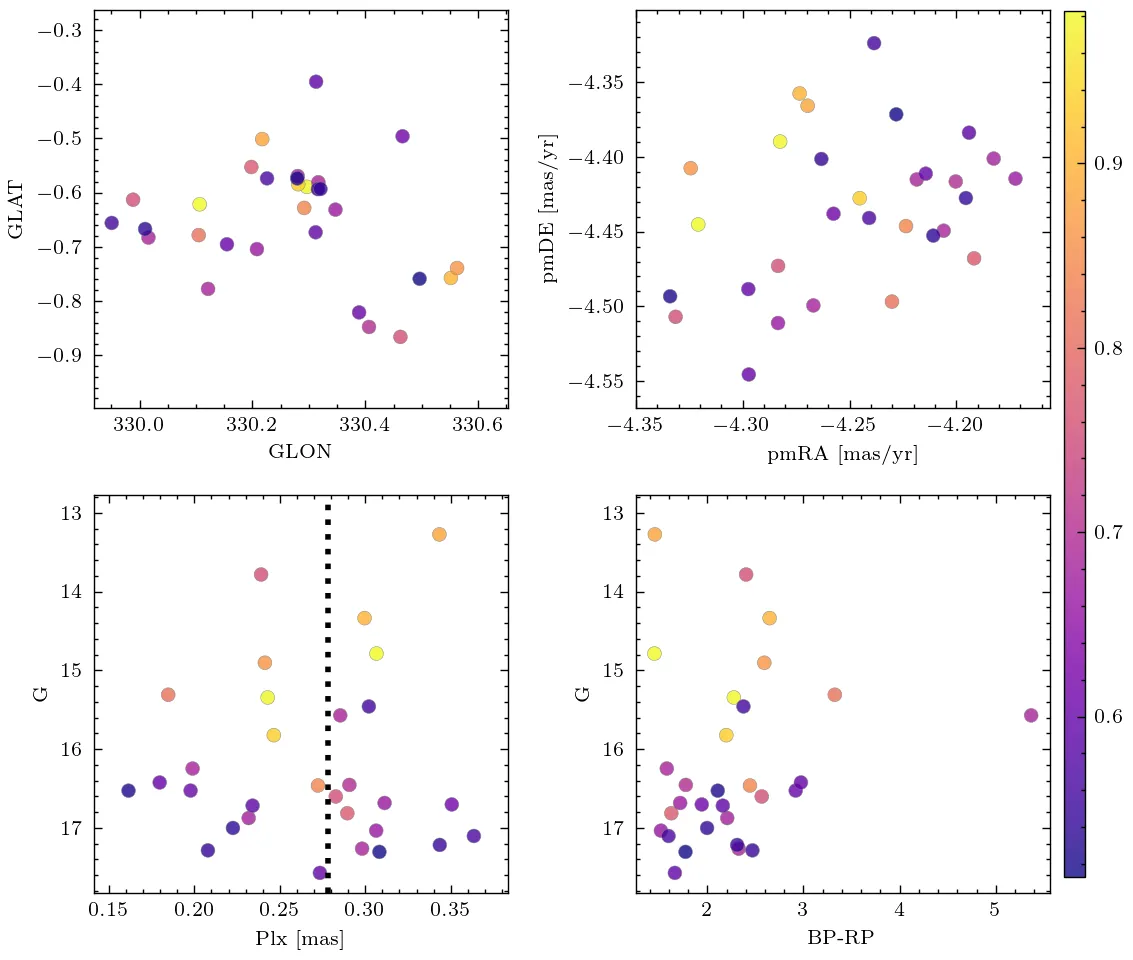 −0.3
−0.4
−0.5
−0.6
−0.7
−0.8
−0.9
GLAT
330.0 330.2 330.4 330.6
GLON
−4.35
−4.40
−4.45
−4.50
−4.55
pmDE [mas/yr]
−4.35 −4.30 −4.25 −4.20
pmRA [mas/yr]
13
14
15
16
17
G
0.15 0.20 0.25 0.30 0.35
Plx [mas]
13
14
15
16
17
G
2 3 4 5
BP-RP
0.9
0.8
0.7
0.6